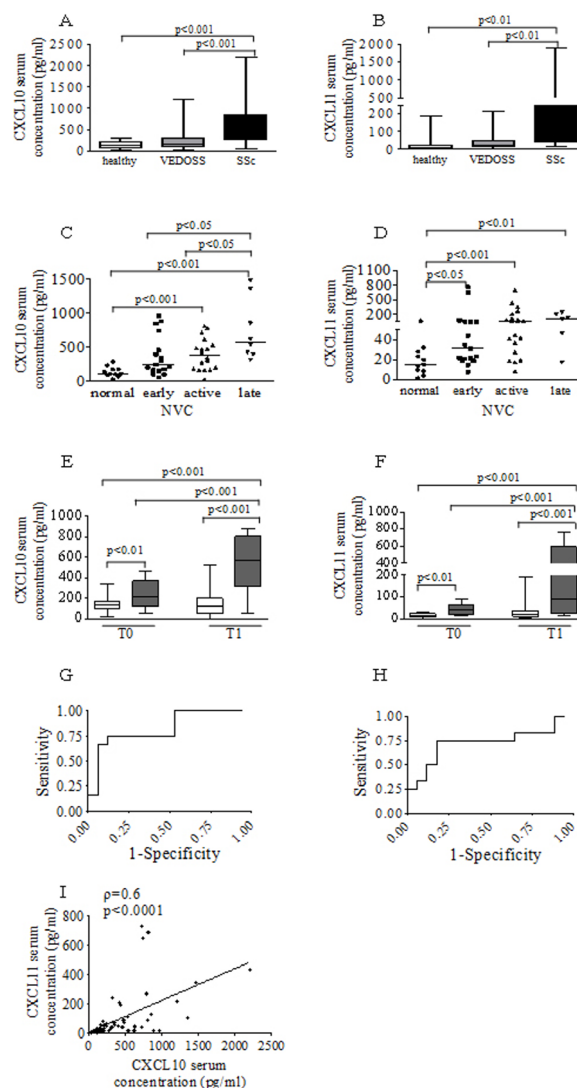 A
p<0.001
p<0.001
CXCL10 serum
concentration (pg/ml)
2500
2000
1500
1000
500
0
healthy VEDOSS SSc
B
p<0.01
p<0.01
CXCL11 serum
concentration (pg/ml)
2000
1500
1000
500
200
100
0
healthy VEDOSS SSc
C
p<0.05
p<0.05
p<0.001
p<0.001
CXCL10 serum
concentration (pg/ml)
1500
1000
500
0
normal early active late
NVC
D
p<0.01
p<0.001
p<0.05
CXCL11 serum
concentration (pg/ml)
1100
800
500
200
40
20
0
normal early active late
NVC
E
p<0.001
p<0.001
p<0.001
p<0.01
CXCL10 serum
concentration (pg/ml)
1000
800
600
400
200
0
T0 T1
F
p<0.001
p<0.001
p<0.001
p<0.01
CXCL11 serum
concentration (pg/ml)
1000
800
600
400
200
200
100
0
T0 T1
G
Sensitivity
1.00
0.75
0.50
0.25
0.00
0.00 0.25 0.50 0.75 1.00
1-Specificity
H
Sensitivity
1.00
0.75
0.50
0.25
0.00
0.00 0.25 0.50 0.75 1.00
1-Specificity
I
ρ=0.6
p<0.0001
CXCL11 serum
concentration (pg/ml)
800
600
400
200
0
0 500 1000 1500 2000 2500
CXCL10 serum
concentration (pg/ml)